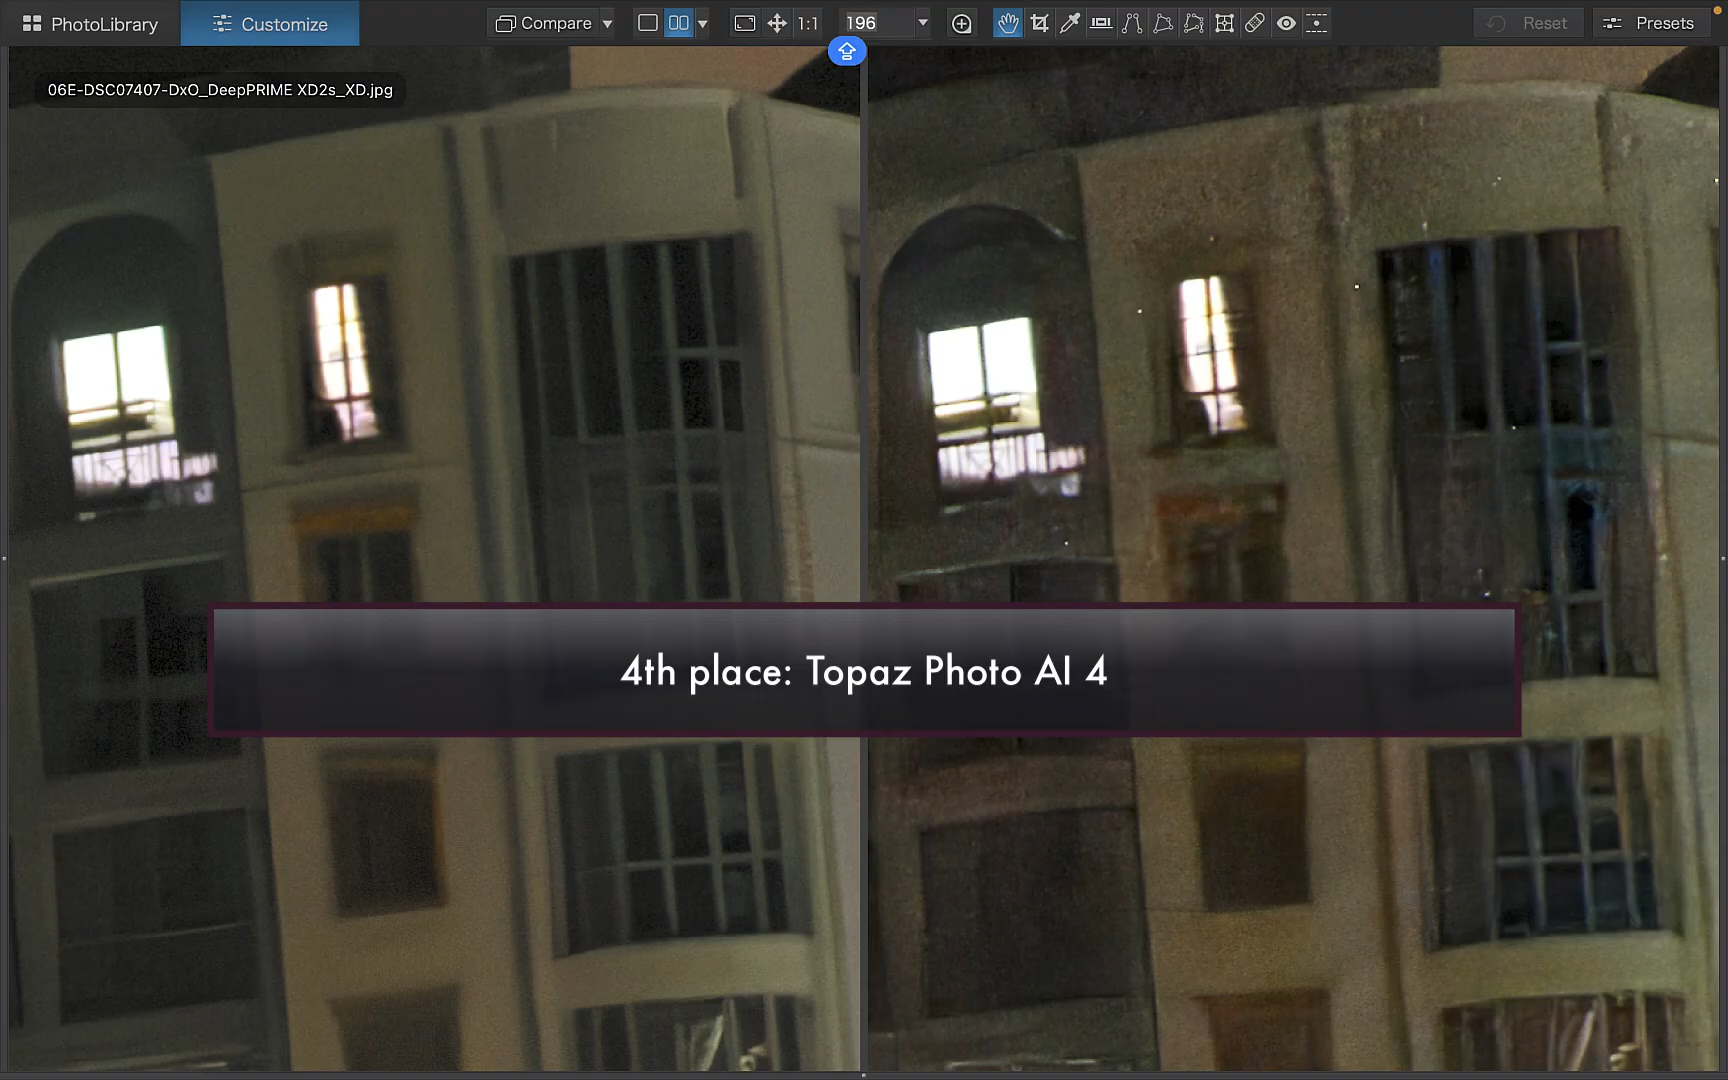 PhotoLibrary
Customize
Compare
1:1
196
Reset
Presets
06E-DSC07407-DxO_DeepPRIME XD2s_XD.jpg
4th place: Topaz Photo AI 4